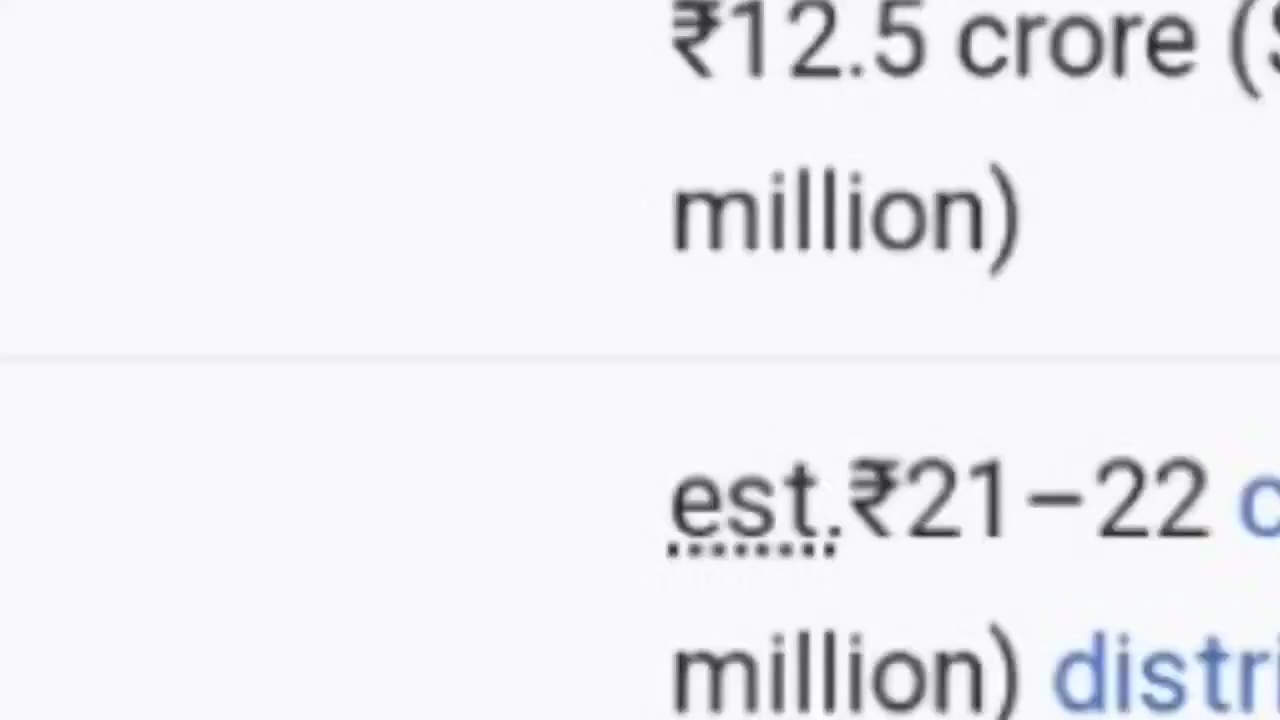 ₹12.5 crore (
million)
est.₹21–22
million)